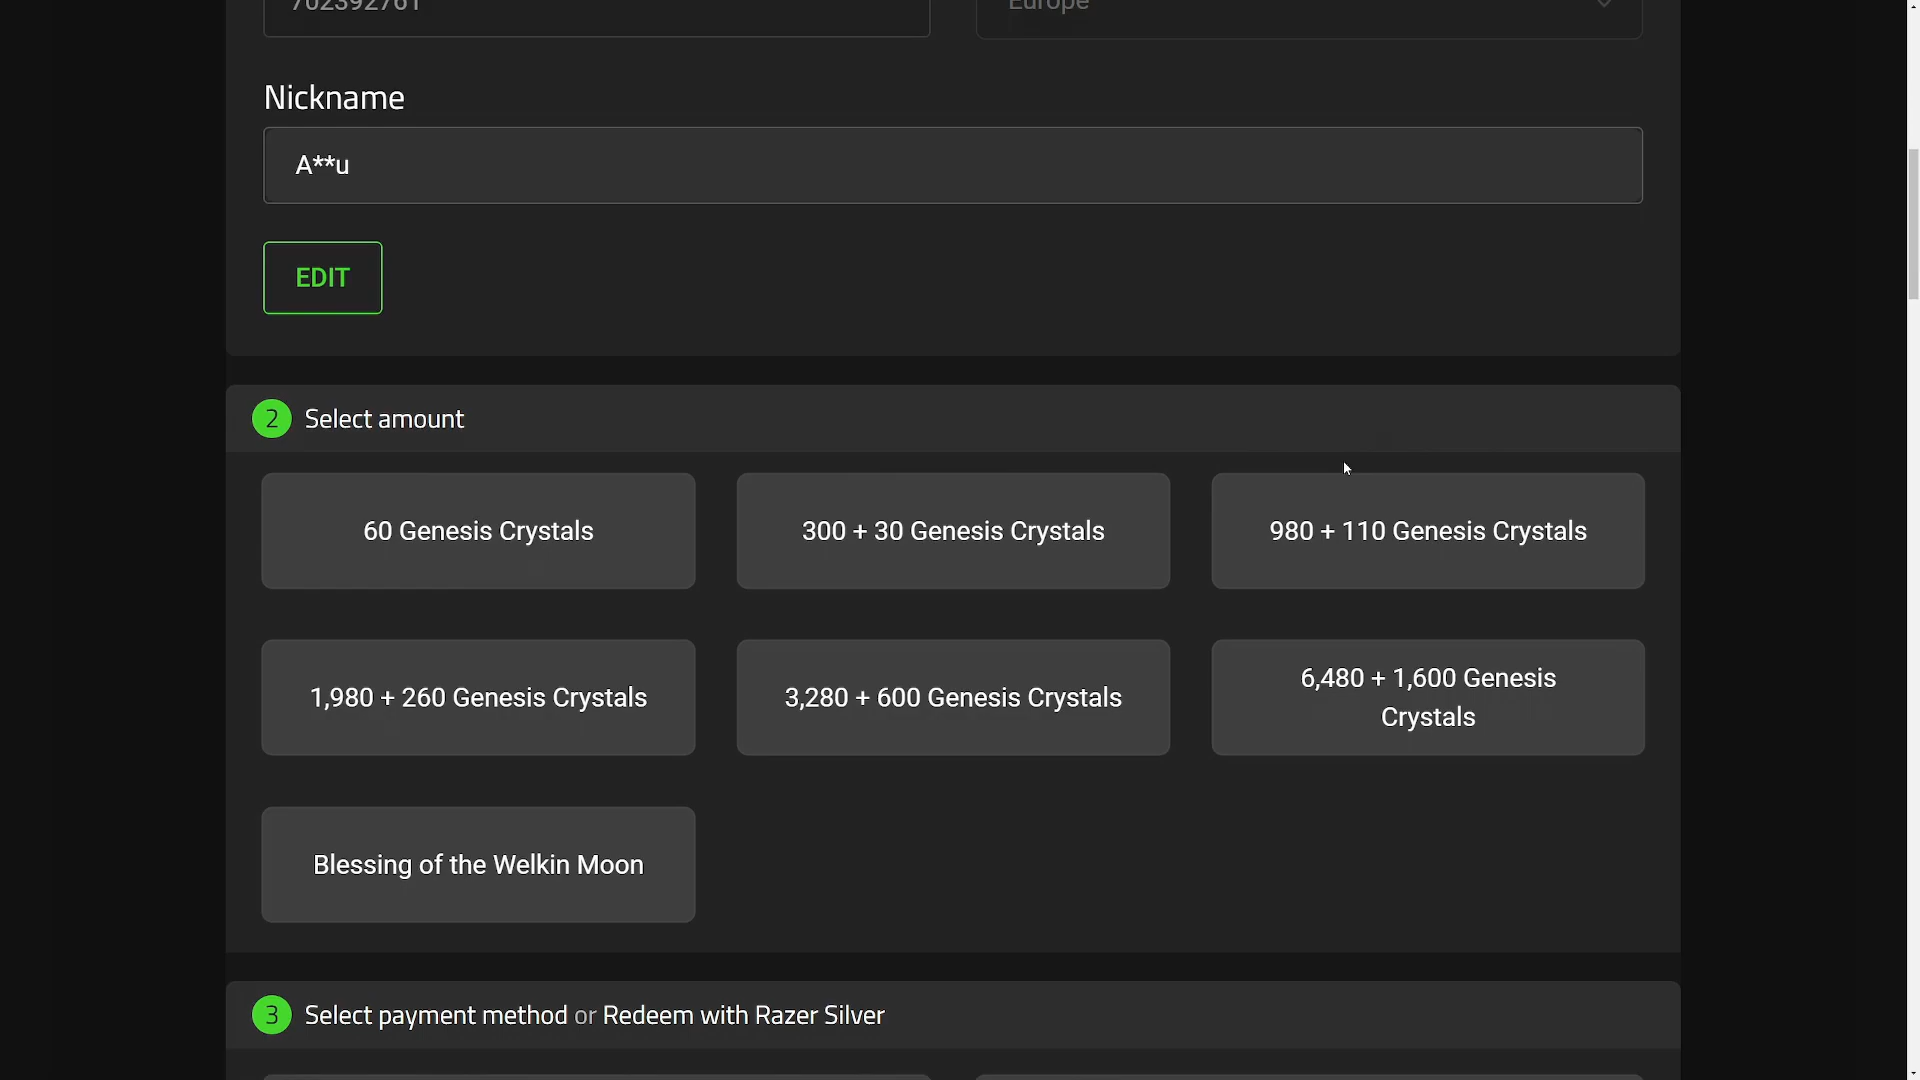 702392761
Europe
Nickname
A**u
EDIT
2 Select amount
60 Genesis Crystals
300 + 30 Genesis Crystals
980 + 110 Genesis Crystals
1,980 + 260 Genesis Crystals
3,280 + 600 Genesis Crystals
6,480 + 1,600 Genesis
Crystals
Blessing of the Welkin Moon
3 Select payment method or Redeem with Razer Silver